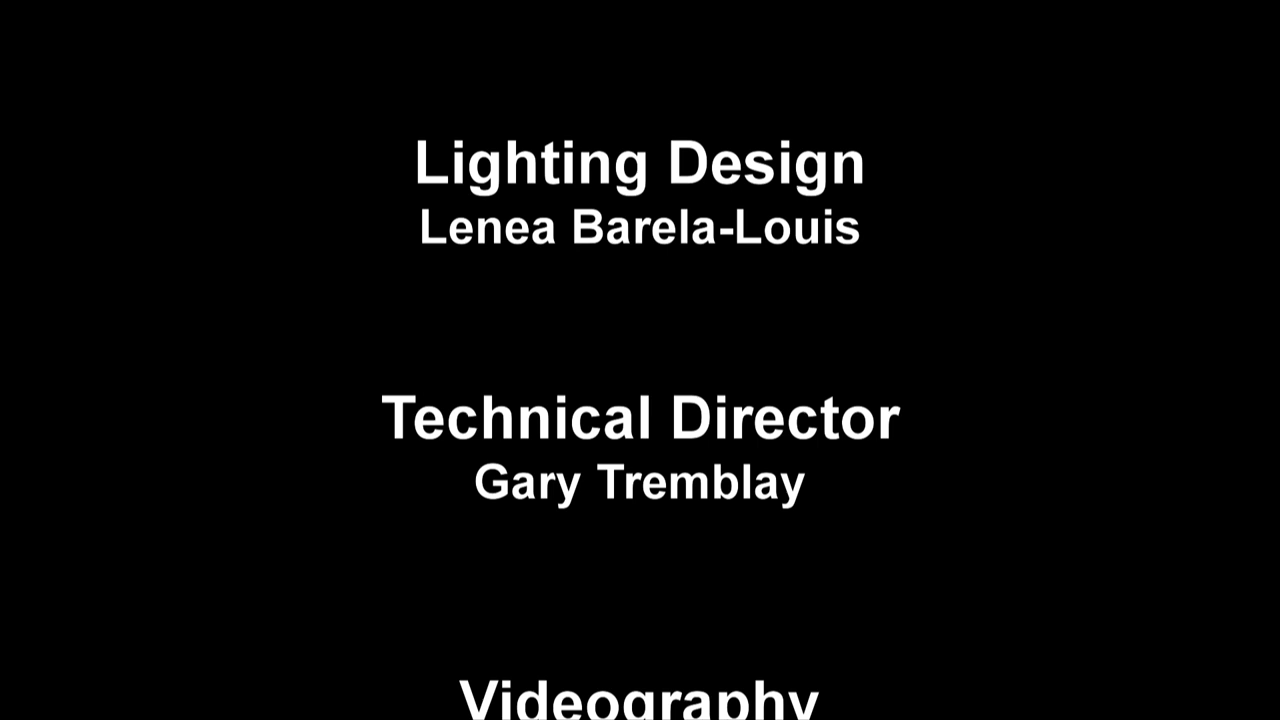 Lighting Design
Lenea Barela-Louis
Technical Director
Gary Tremblay
Videography